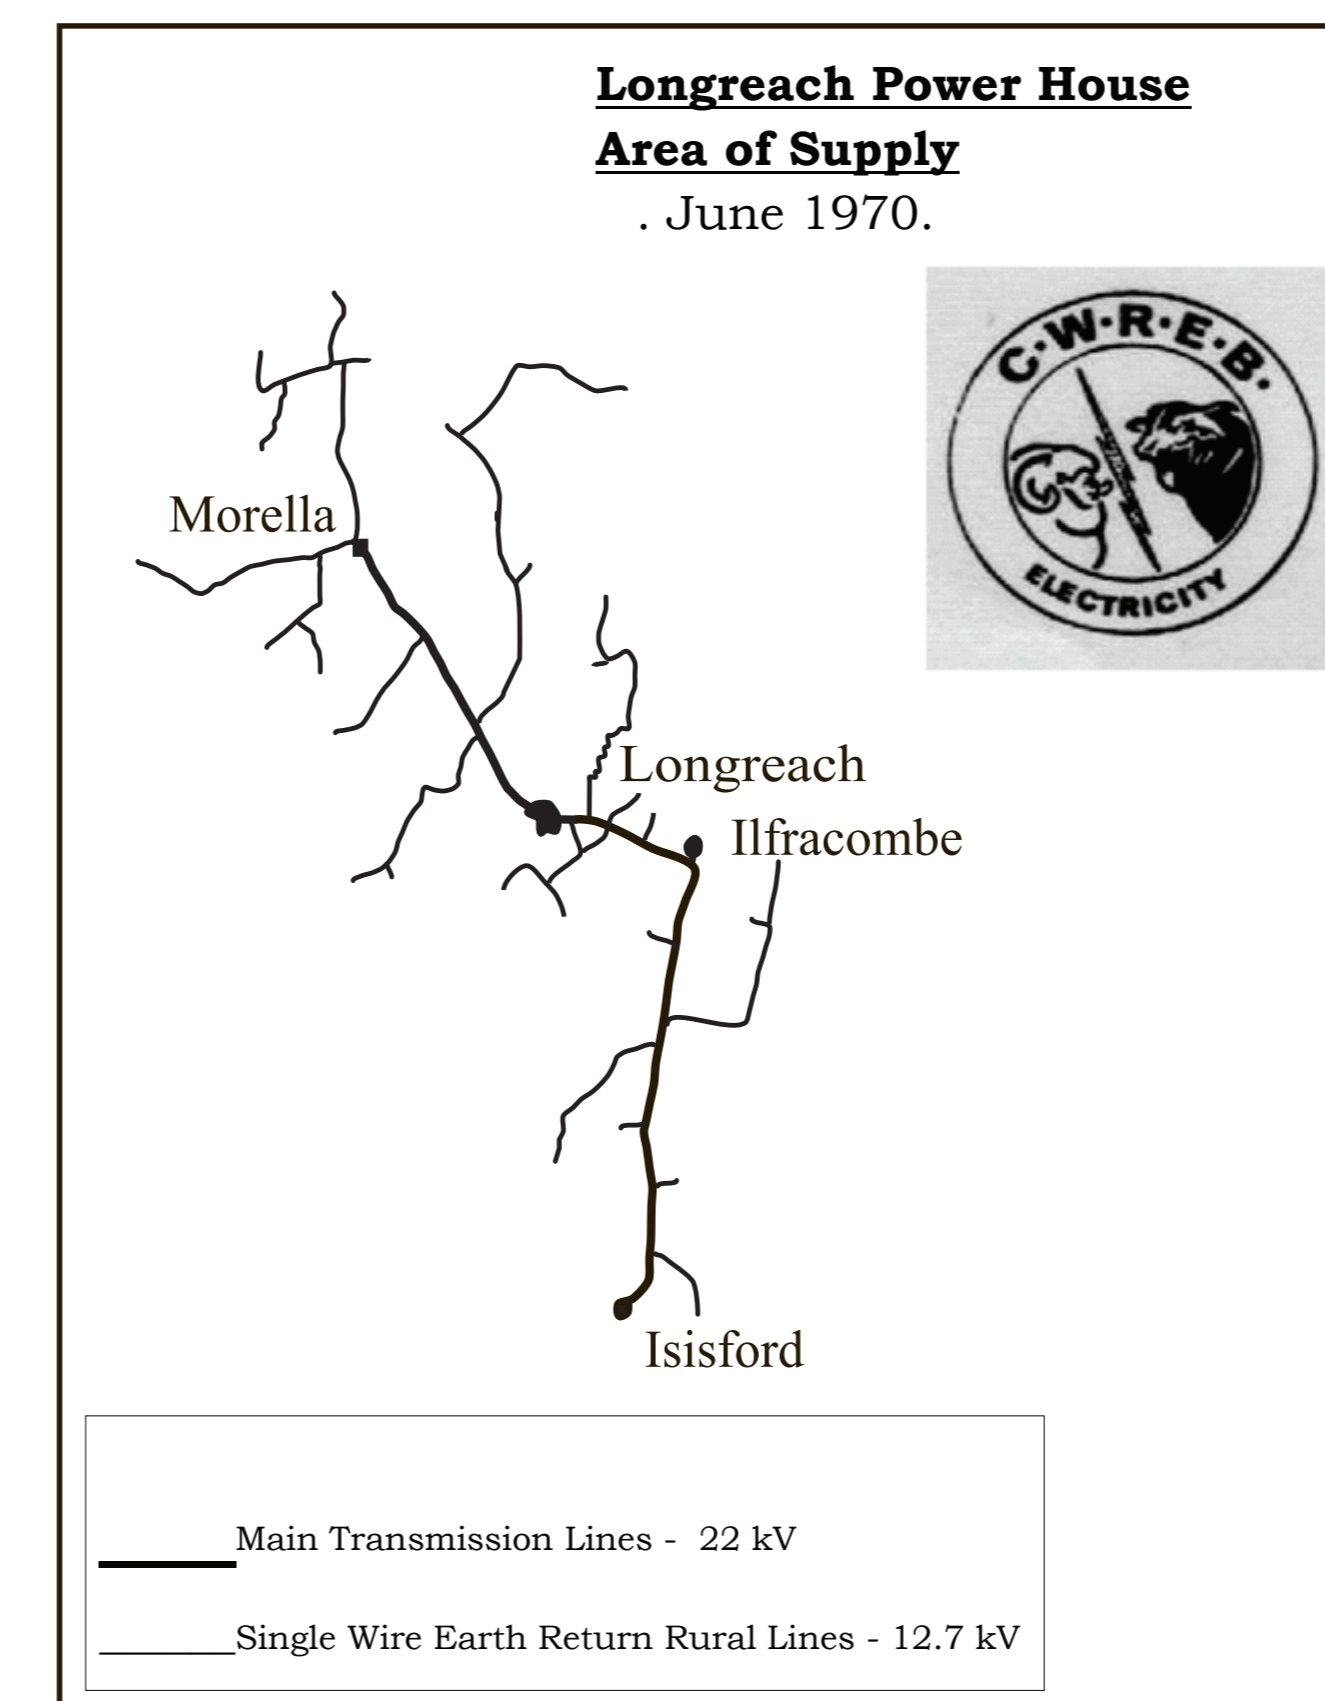 Longreach Power House
Area of Supply
. June 1970.
C·W·R·E·B·
ELECTRICITY
Morella
Longreach
Ilfracombe
Isisford
Main Transmission Lines - 22 kV
Single Wire Earth Return Rural Lines - 12.7 kV